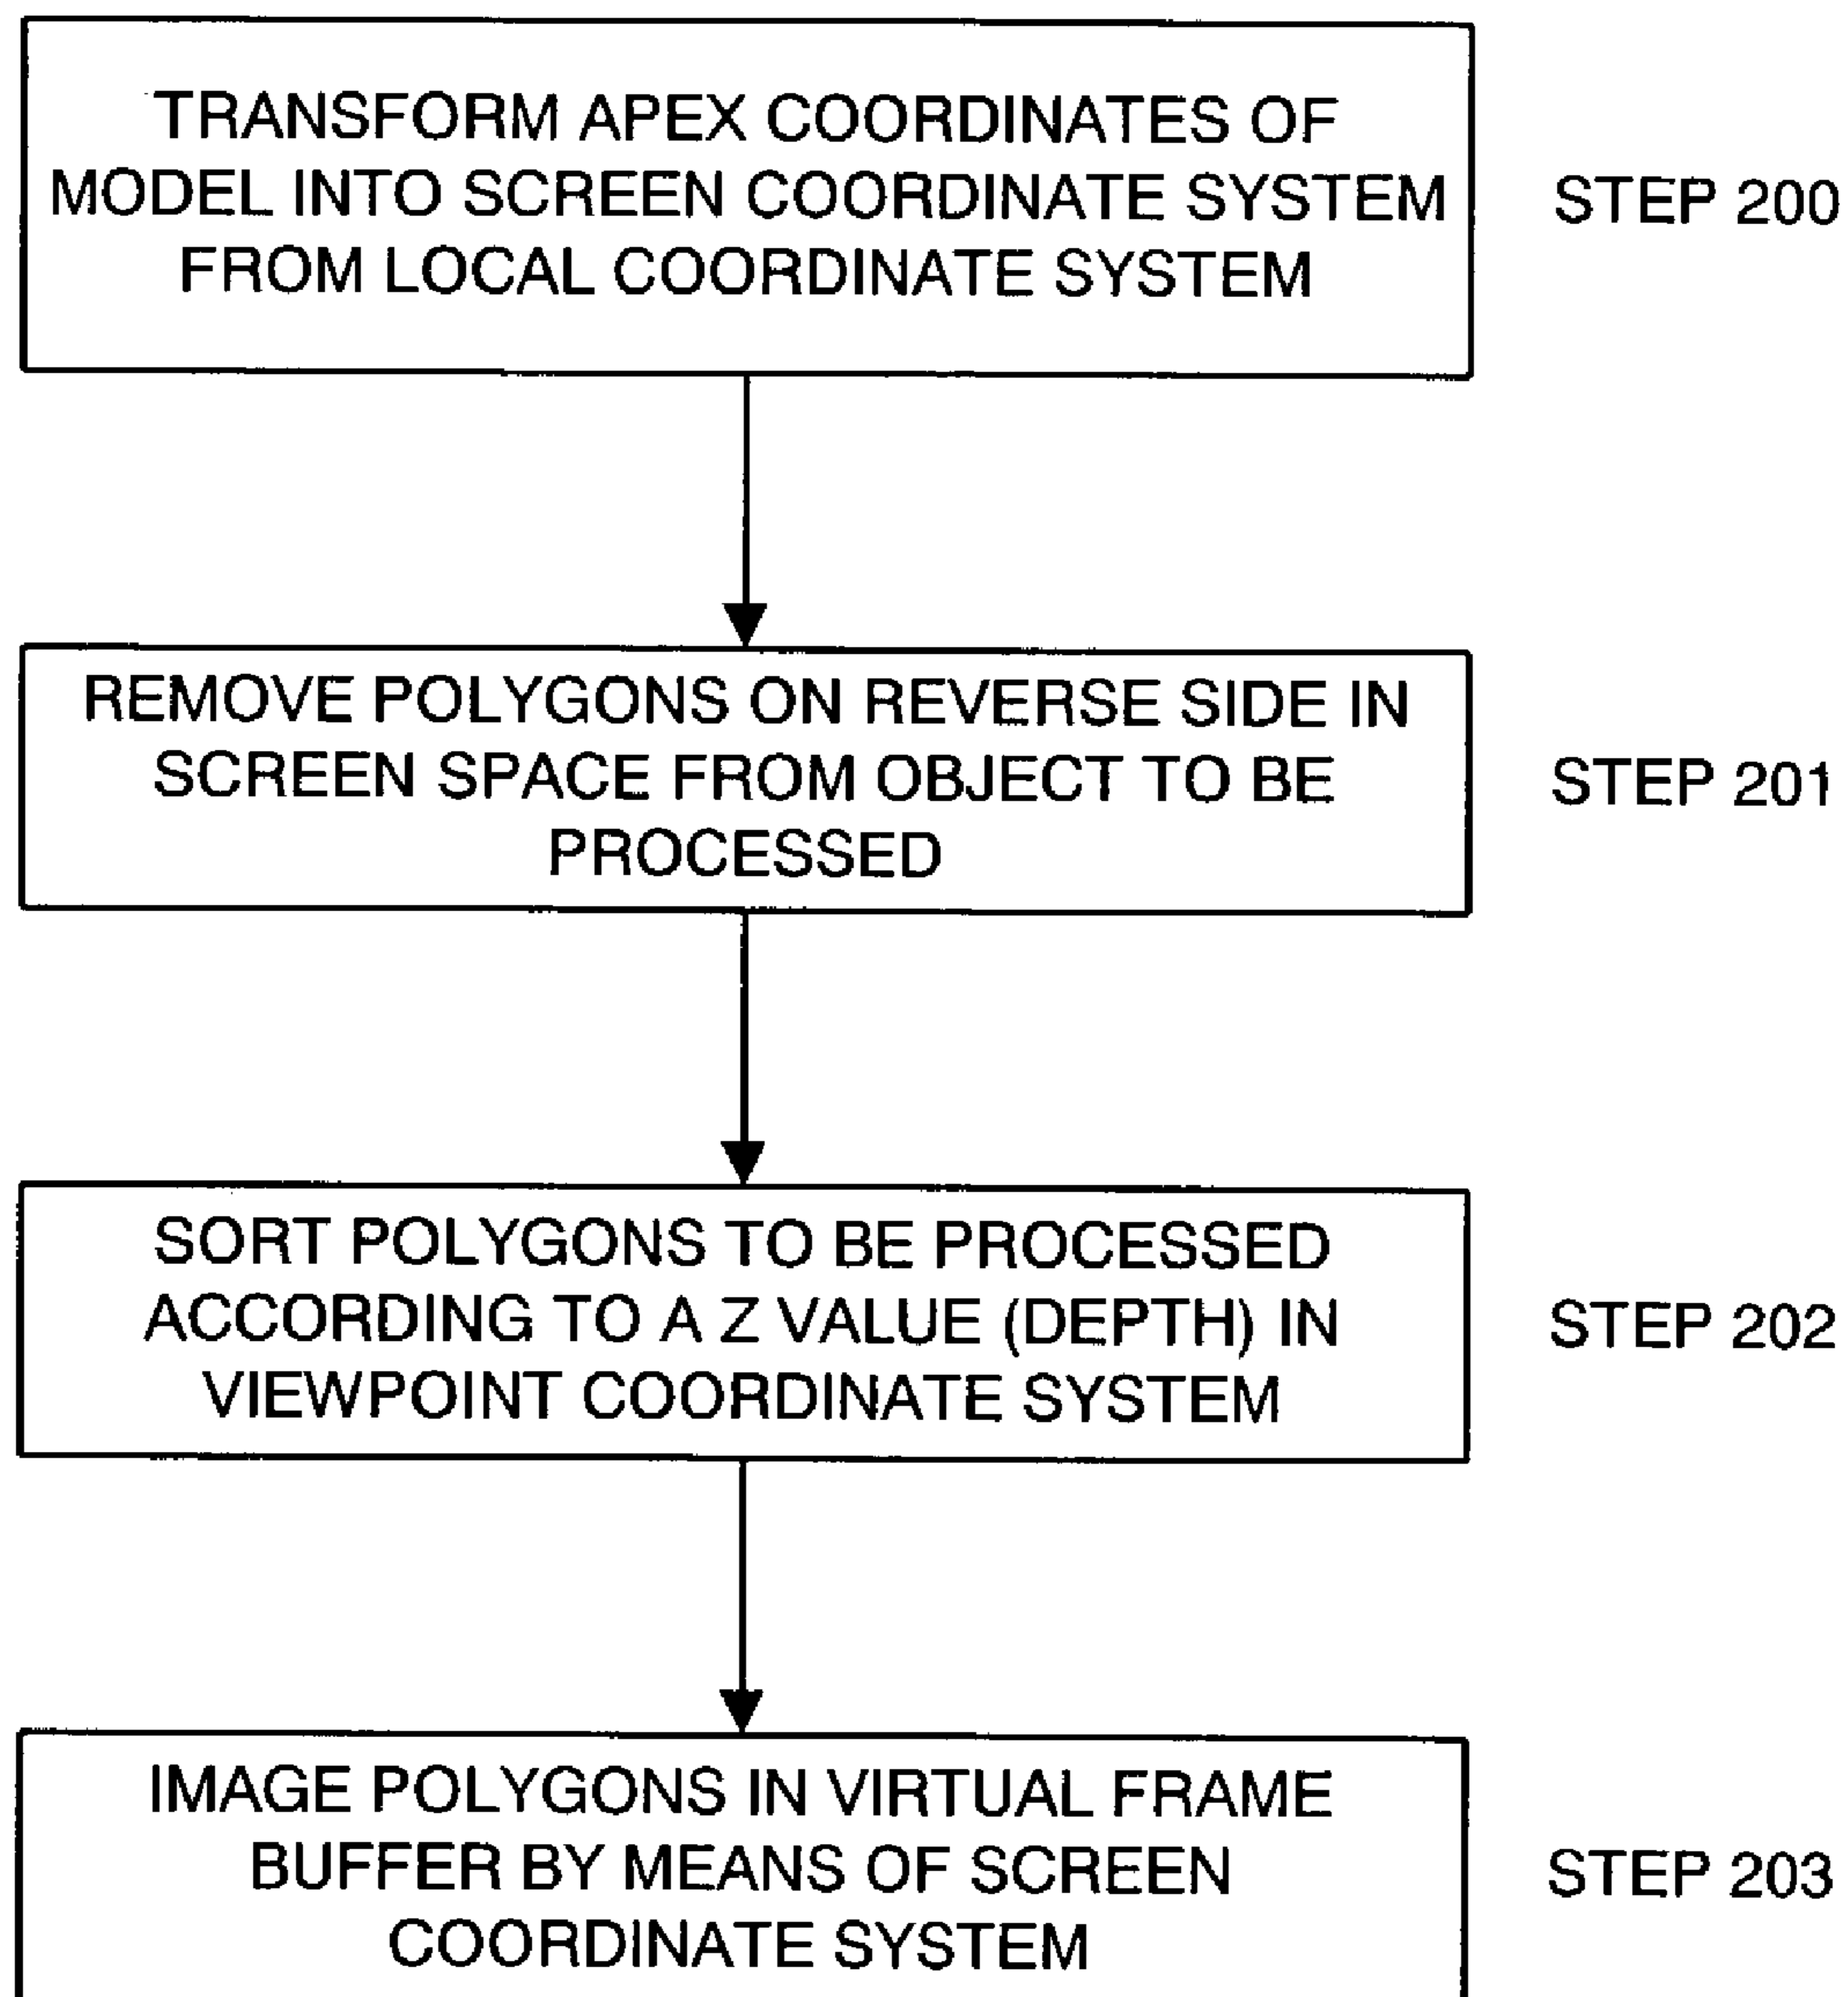 TRANSFORM APEX COORDINATES OF
MODEL INTO SCREEN COORDINATE SYSTEM
FROM LOCAL COORDINATE SYSTEM
STEP 200
REMOVE POLYGONS ON REVERSE SIDE IN
SCREEN SPACE FROM OBJECT TO BE
PROCESSED
STEP 201
SORT POLYGONS TO BE PROCESSED
ACCORDING TO A Z VALUE (DEPTH) IN
VIEWPOINT COORDINATE SYSTEM
STEP 202
IMAGE POLYGONS IN VIRTUAL FRAME
BUFFER BY MEANS OF SCREEN
COORDINATE SYSTEM
STEP 203